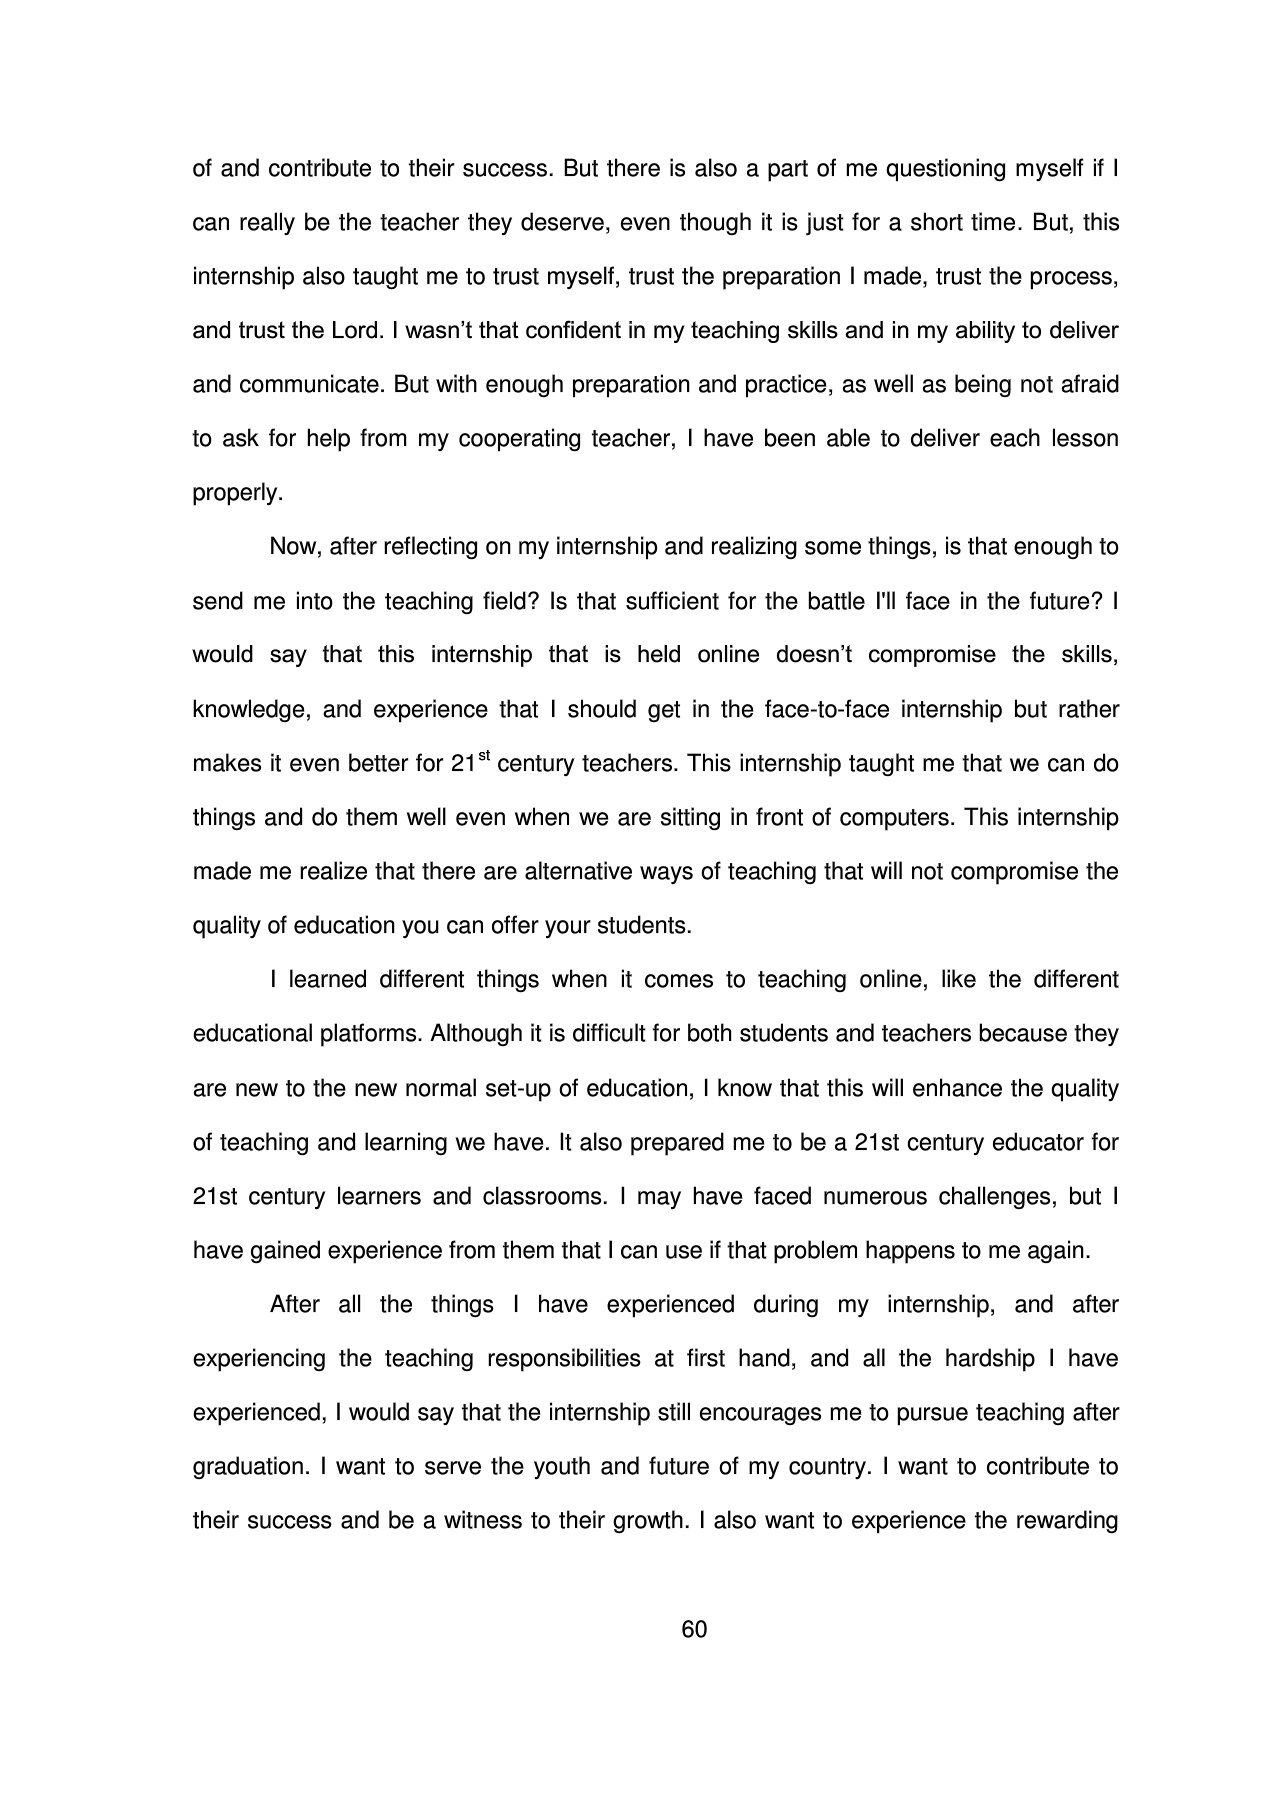 of and contribute to their success. But there is also a part of me questioning myself if I
can really be the teacher they deserve, even though it is just for a short time. But, this
internship also taught me to trust myself, trust the preparation I made, trust the process,
and trust the Lord. I wasn’t that confident in my teaching skills and in my ability to deliver
and communicate. But with enough preparation and practice, as well as being not afraid
to ask for help from my cooperating teacher, I have been able to deliver each lesson
properly.
Now, after reflecting on my internship and realizing some things, is that enough to
send me into the teaching field? Is that sufficient for the battle I'll face in the future? I
would say that this internship that is held online doesn’t compromise the skills,
knowledge, and experience that I should get in the face-to-face internship but rather
makes it even better for 21st century teachers. This internship taught me that we can do
things and do them well even when we are sitting in front of computers. This internship
made me realize that there are alternative ways of teaching that will not compromise the
quality of education you can offer your students.
I learned different things when it comes to teaching online, like the different
educational platforms. Although it is difficult for both students and teachers because they
are new to the new normal set-up of education, I know that this will enhance the quality
of teaching and learning we have. It also prepared me to be a 21st century educator for
21st century learners and classrooms. I may have faced numerous challenges, but I
have gained experience from them that I can use if that problem happens to me again.
After all the things I have experienced during my internship, and after
experiencing the teaching responsibilities at first hand, and all the hardship I have
experienced, I would say that the internship still encourages me to pursue teaching after
graduation. I want to serve the youth and future of my country. I want to contribute to
their success and be a witness to their growth. I also want to experience the rewarding
60